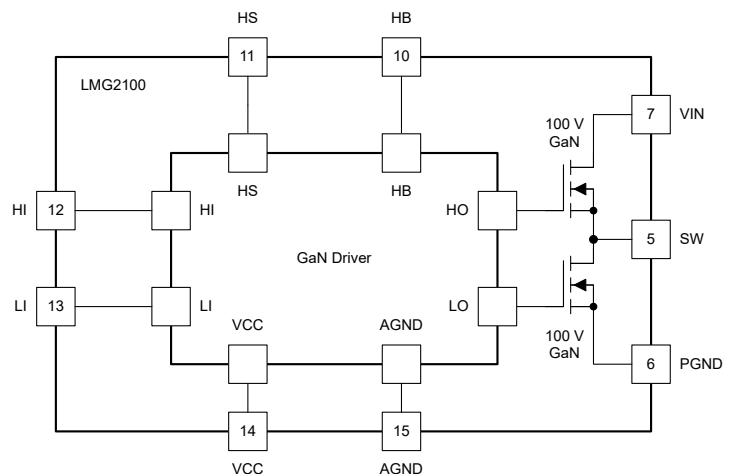 HS
HB
11
10
LMG2100
7
VIN
100 V
GaN
HS
HB
HI
12
HI
HO
5
SW
GaN Driver
LI
13
LI
LO
VCC
AGND
100 V
GaN
6
PGND
14
15
VCC
AGND